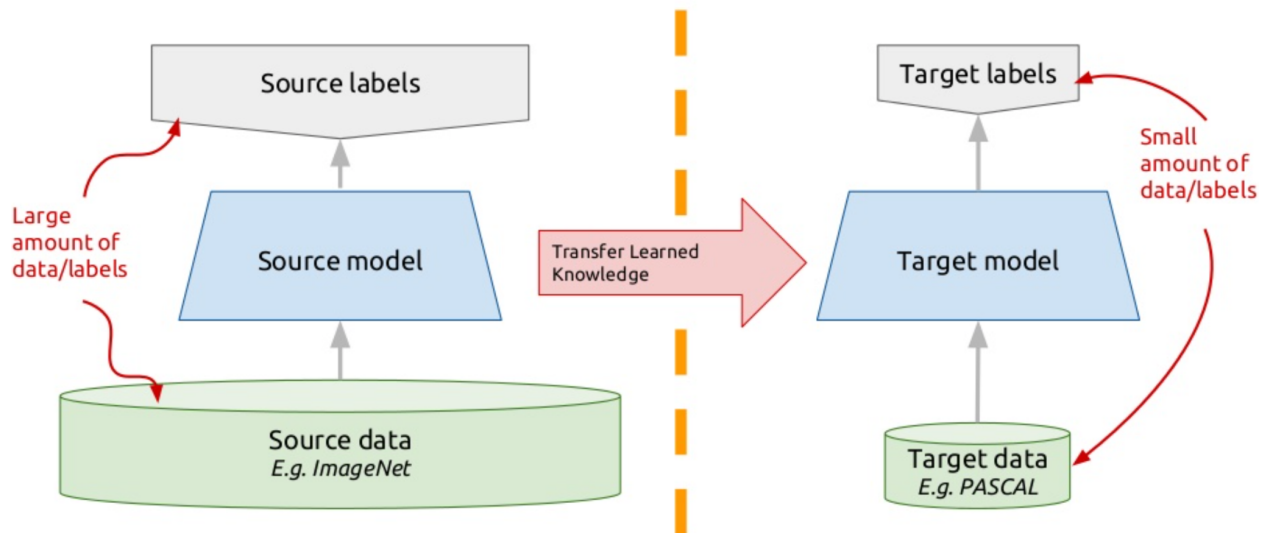 Source labels
Large
amount of
data/labels
Source model
Source data
E.g. ImageNet
Transfer Learned
Knowledge
Target labels
Small
amount of
data/labels
Target model
Target data
E.g. PASCAL